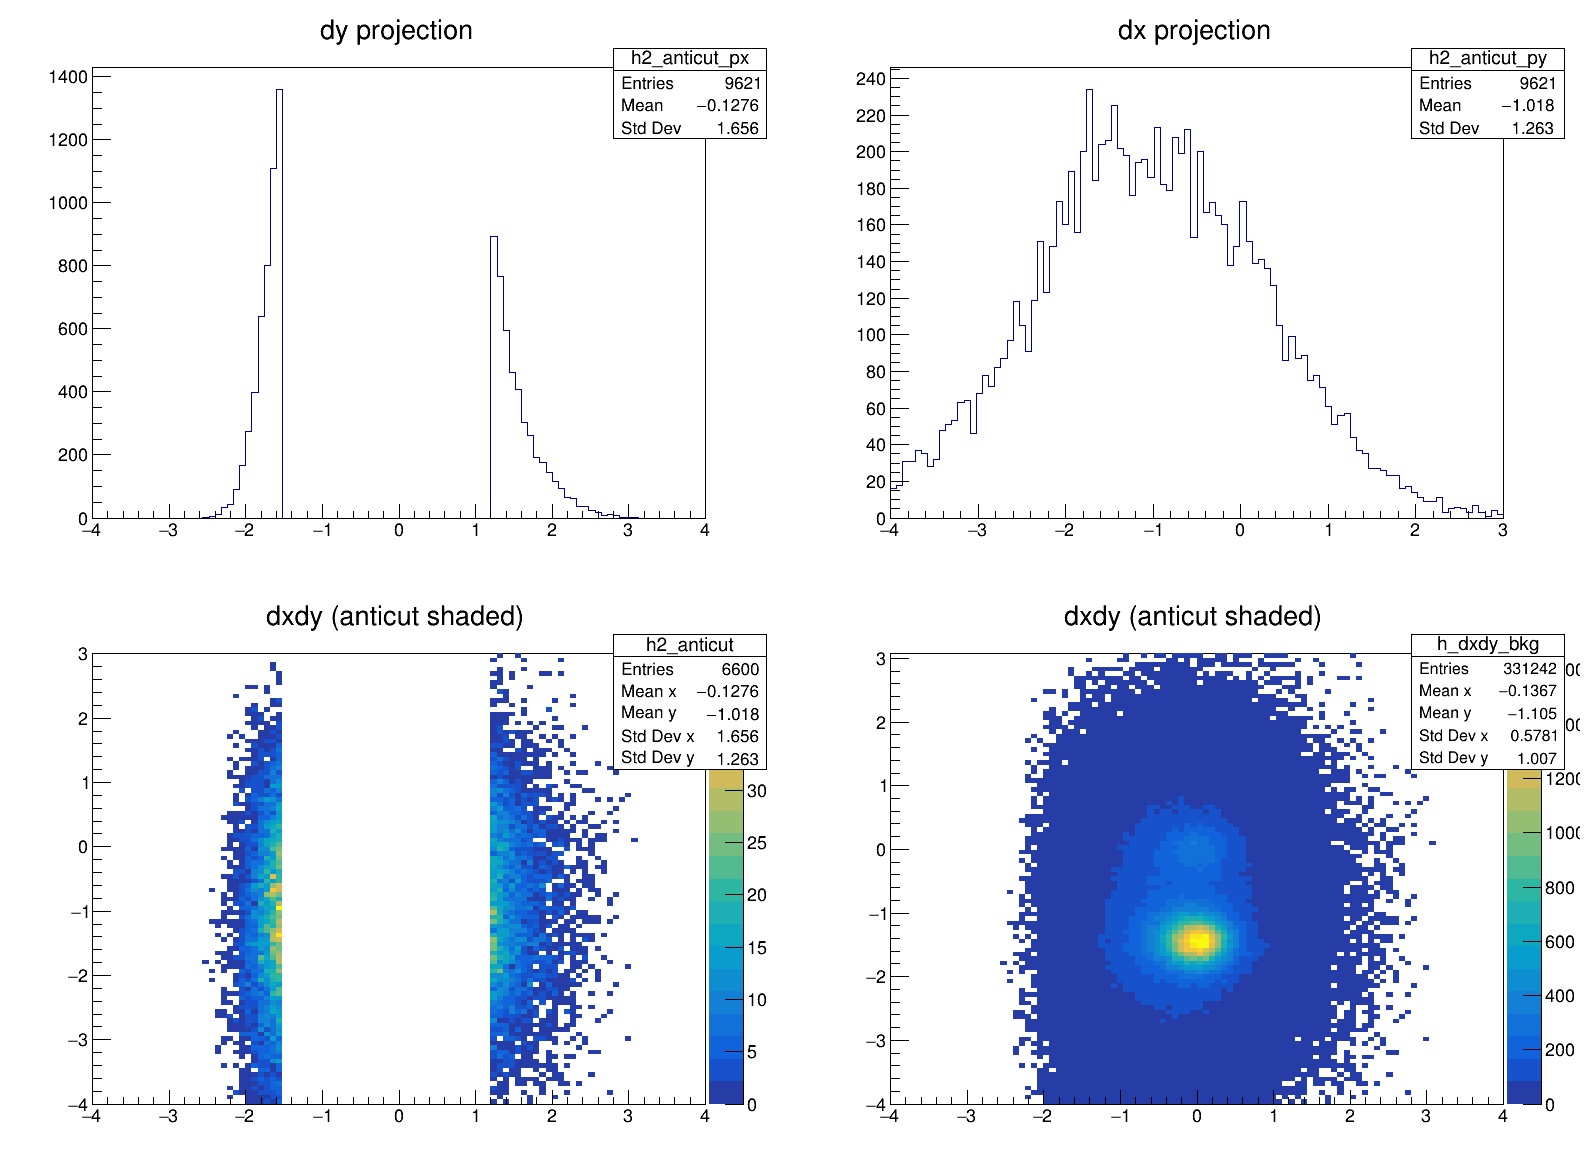 dy projection
h2_anticut_px
Entries 9621
Mean −0.1276
Std Dev 1.656
1400
1200
1000
800
600
400
200
0
−4 −3 −2 −1 0 1 2 3 4
dx projection
h2_anticut_py
Entries 9621
Mean −1.018
Std Dev 1.263
240
220
200
180
160
140
120
100
80
60
40
20
0
−4 −3 −2 −1 0 1 2 3
dxdy (anticut shaded)
h2_anticut
Entries 6600
Mean x −0.1276
Mean y −1.018
Std Dev x 1.656
Std Dev y 1.263
3
2
1
0
−1
−2
−3
−4
−4 −3 −2 −1 0 1 2 3 4
30
25
20
15
10
5
0
dxdy (anticut shaded)
h_dxdy_bkg
Entries 331242
Mean x −0.1367
Mean y −1.105
Std Dev x 0.5781
Std Dev y 1.007
3
2
1
0
−1
−2
−3
−4
−4 −3 −2 −1 0 1 2 3 4
1200
1000
800
600
400
200
0